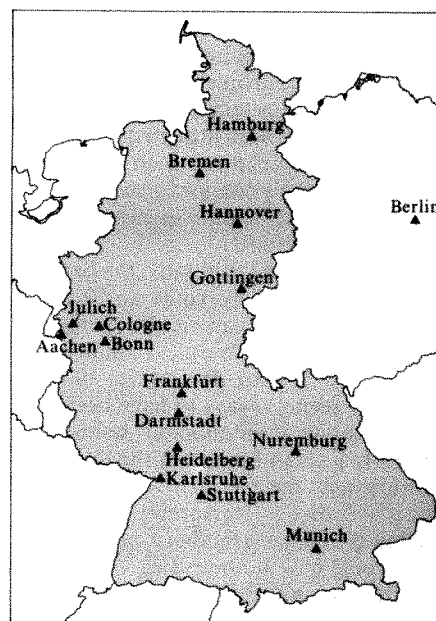 Hamburg
Bremen
Hannover
Berlin
Gottingen
Julich
Cologne
Aachen
Bonn
Frankfurt
Darmstadt
Nuremburg
Heidelberg
Karlsruhe
Stuttgart
Munich